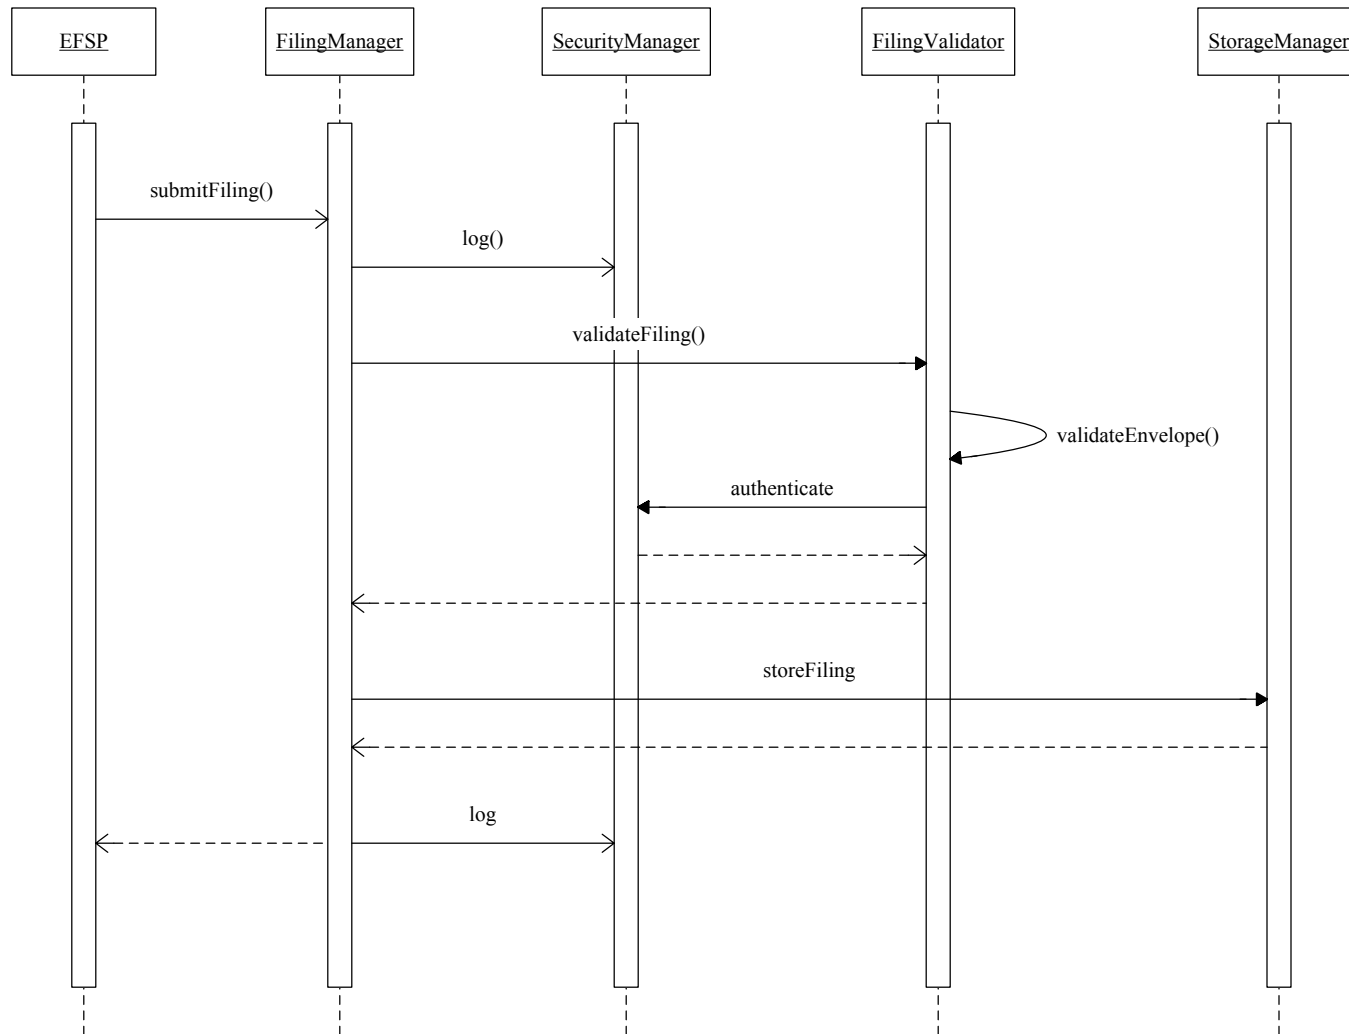 EFSP
FilingManager
SecurityManager
FilingValidator
StorageManager
submitFiling()
log()
validateFiling()
validateEnvelope()
authenticate
storeFiling
log